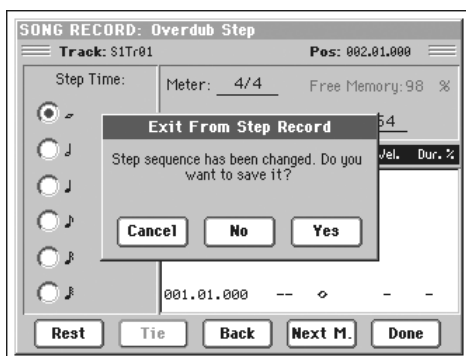 SONG RECORD: Overdub Step
Track: S1Tr01 Pos: 002.01.000
Step Time:
Meter: 4/4 Free Memory:98 %
Exit From Step Record
Step sequence has been changed. Do you
want to save it?
Vel. Dur.%
Cancel No Yes
001.01.000 -- - -
Rest Tie Back Next M. Done